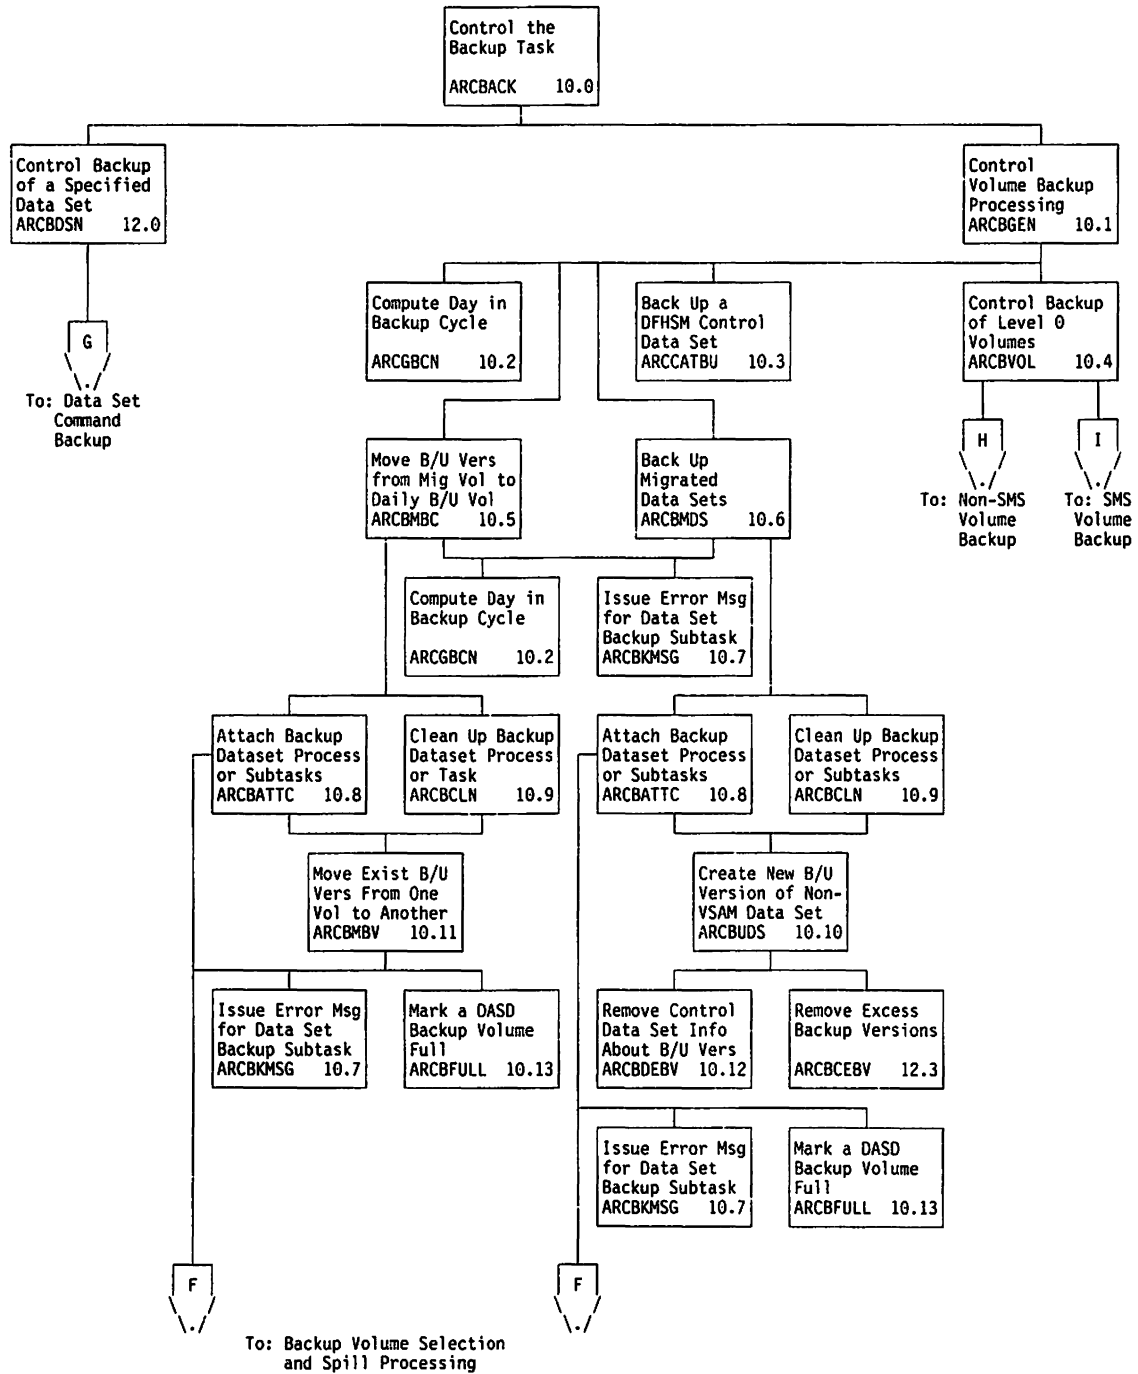 Control the
Backup Task
ARCBACK 10.0
Control Backup
of a Specified
Data Set
ARCBDSN 12.0
Control
Volume Backup
Processing
ARCBGEN 10.1
G
To: Data Set
Command
Backup
Compute Day in
Backup Cycle
ARCGBCN 10.2
Back Up a
DFHSM Control
Data Set
ARCCATBU 10.3
Control Backup
of Level 0
Volumes
ARCBVOL 10.4
H
To: Non-SMS
Volume
Backup
I
To: SMS
Volume
Backup
Move B/U Vers
from Mig Vol to
Daily B/U Vol
ARCBMBC 10.5
Back Up
Migrated
Data Sets
ARCBMDS 10.6
Compute Day in
Backup Cycle
ARCGBCN 10.2
Issue Error Msg
for Data Set
Backup Subtask
ARCBKMSG 10.7
Attach Backup
Dataset Process
or Subtasks
ARCBATTC 10.8
Clean Up Backup
Dataset Process
or Task
ARCBCLN 10.9
Attach Backup
Dataset Process
or Subtasks
ARCBATTC 10.8
Clean Up Backup
Dataset Process
or Subtasks
ARCBCLN 10.9
Move Exist B/U
Vers From One
Vol to Another
ARCBMBV 10.11
Create New B/U
Version of Non-
VSAM Data Set
ARCBUDS 10.10
Issue Error Msg
for Data Set
Backup Subtask
ARCBKMSG 10.7
Mark a DASD
Backup Volume
Full
ARCBFULL 10.13
Remove Control
Data Set Info
About B/U Vers
ARCBDEBV 10.12
Remove Excess
Backup Versions
ARCBCEBV 12.3
Issue Error Msg
for Data Set
Backup Subtask
ARCBKMSG 10.7
Mark a DASD
Backup Volume
Full
ARCBFULL 10.13
F
F
To: Backup Volume Selection
and Spill Processing